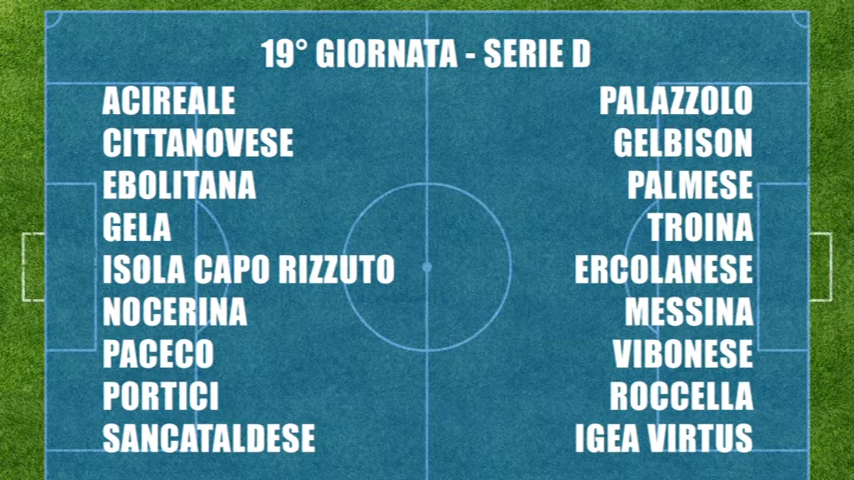 19° GIORNATA - SERIE D
ACIREALE PALAZZOLO
CITTANOVESE GELBISON
EBOLITANA PALMESE
GELA TROINA
ISOLA CAPO RIZZUTO ERCOLANESE
NOCERINA MESSINA
PACECO VIBONESE
PORTICI ROCCELLA
SANCATALDESE IGEA VIRTUS